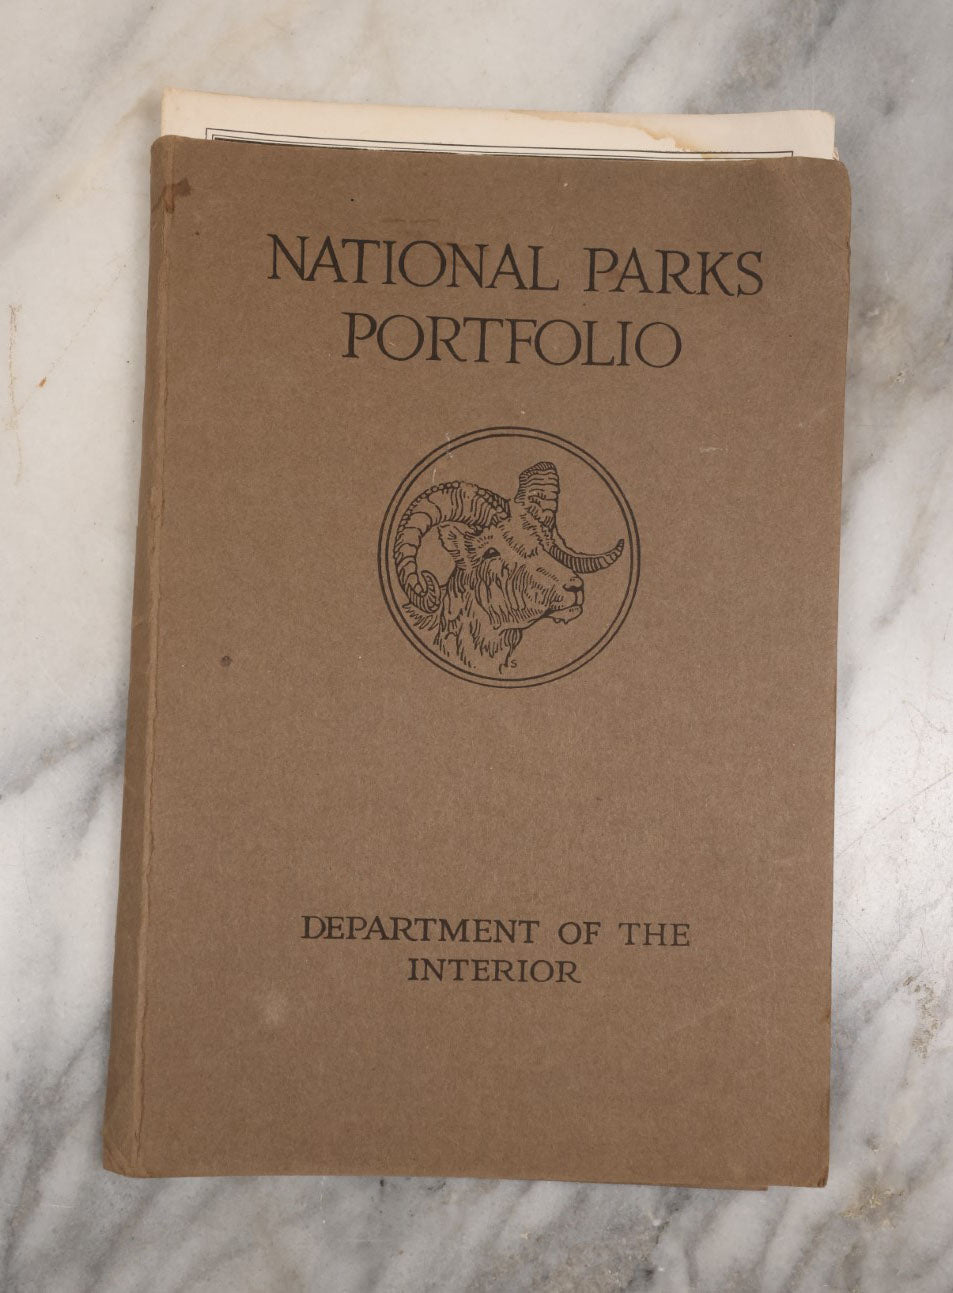 NATIONAL PARKS
PORTFOLIO
S
DEPARTMENT OF THE
INTERIOR